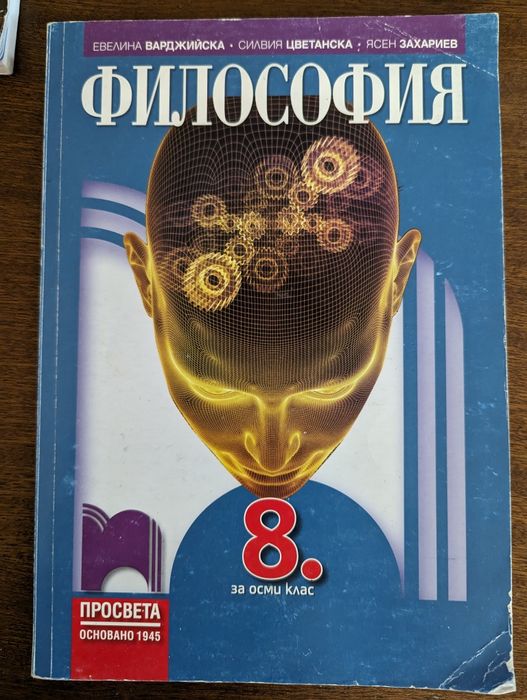 ЕВЕЛИНА ВАРДЖИЙСКА · СИЛВИЯ ЦВЕТАНСКА · ЯСЕН ЗАХАРИЕВ
ФИЛОСОФИЯ
8.
за осми клас
ПРОСВЕТА
ОСНОВАНО 1945